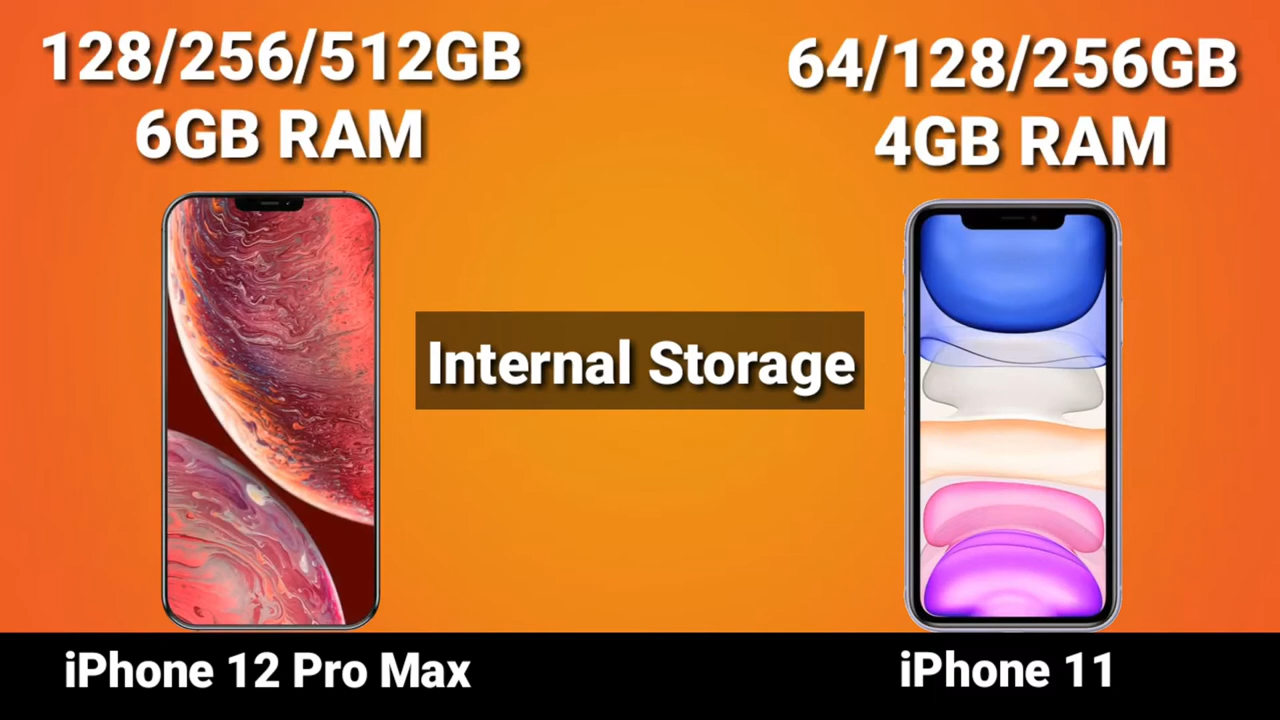 128/256/512GB
6GB RAM
64/128/256GB
4GB RAM
Internal Storage
iPhone 12 Pro Max
iPhone 11